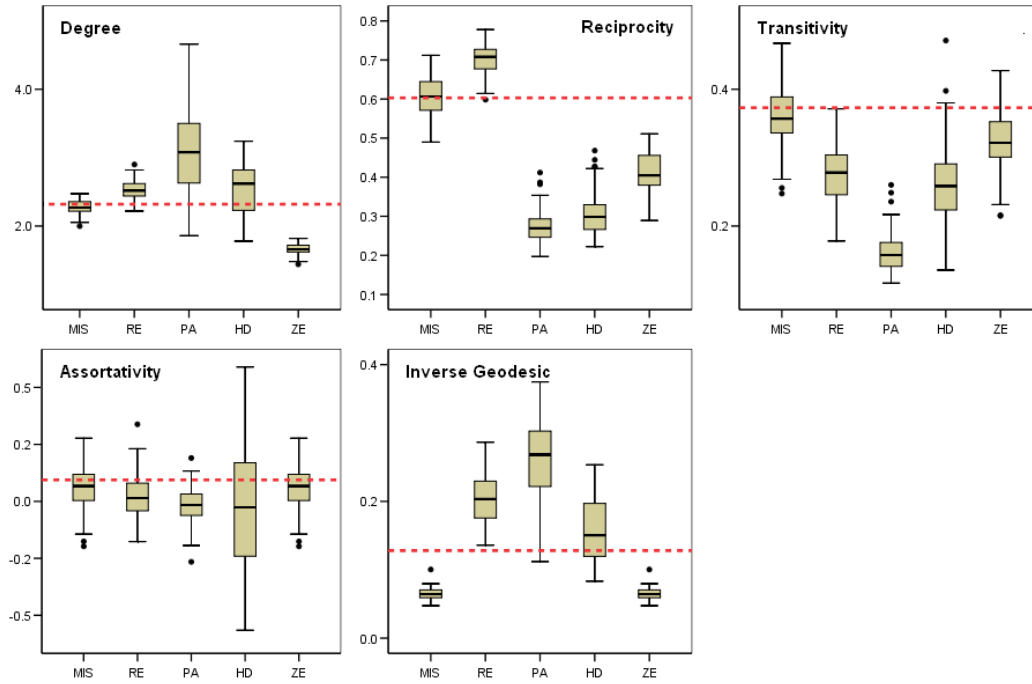 Degree
4.0
2.0
MIS RE PA HD ZE
Reciprocity
0.8
0.7
0.6
0.5
0.4
0.3
0.2
0.1
MIS RE PA HD ZE
Transitivity
0.4
0.2
MIS RE PA HD ZE
Assortativity
0.5
0.2
0.0
-0.2
-0.5
MIS RE PA HD ZE
Inverse Geodesic
0.4
0.2
0.0
MIS RE PA HD ZE